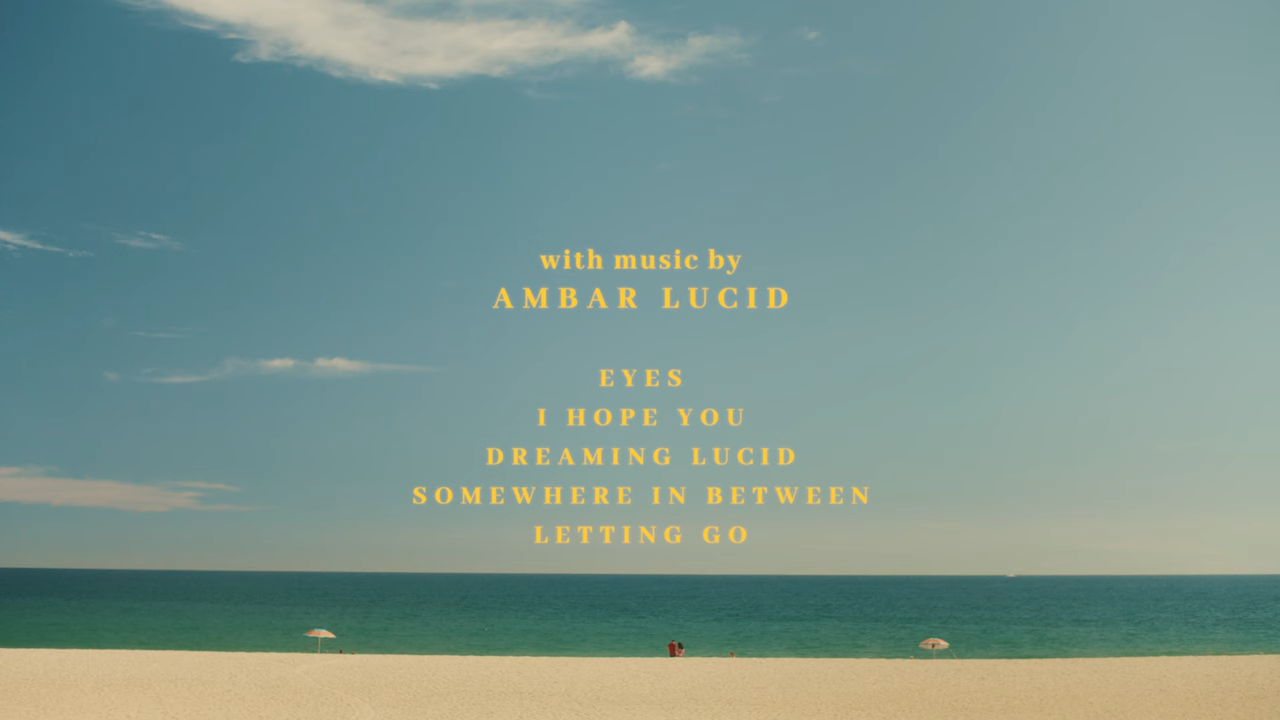 with music by
AMBAR LUCID
EYES
I HOPE YOU
DREAMING LUCID
SOMEWHERE IN BETWEEN
LETTING GO